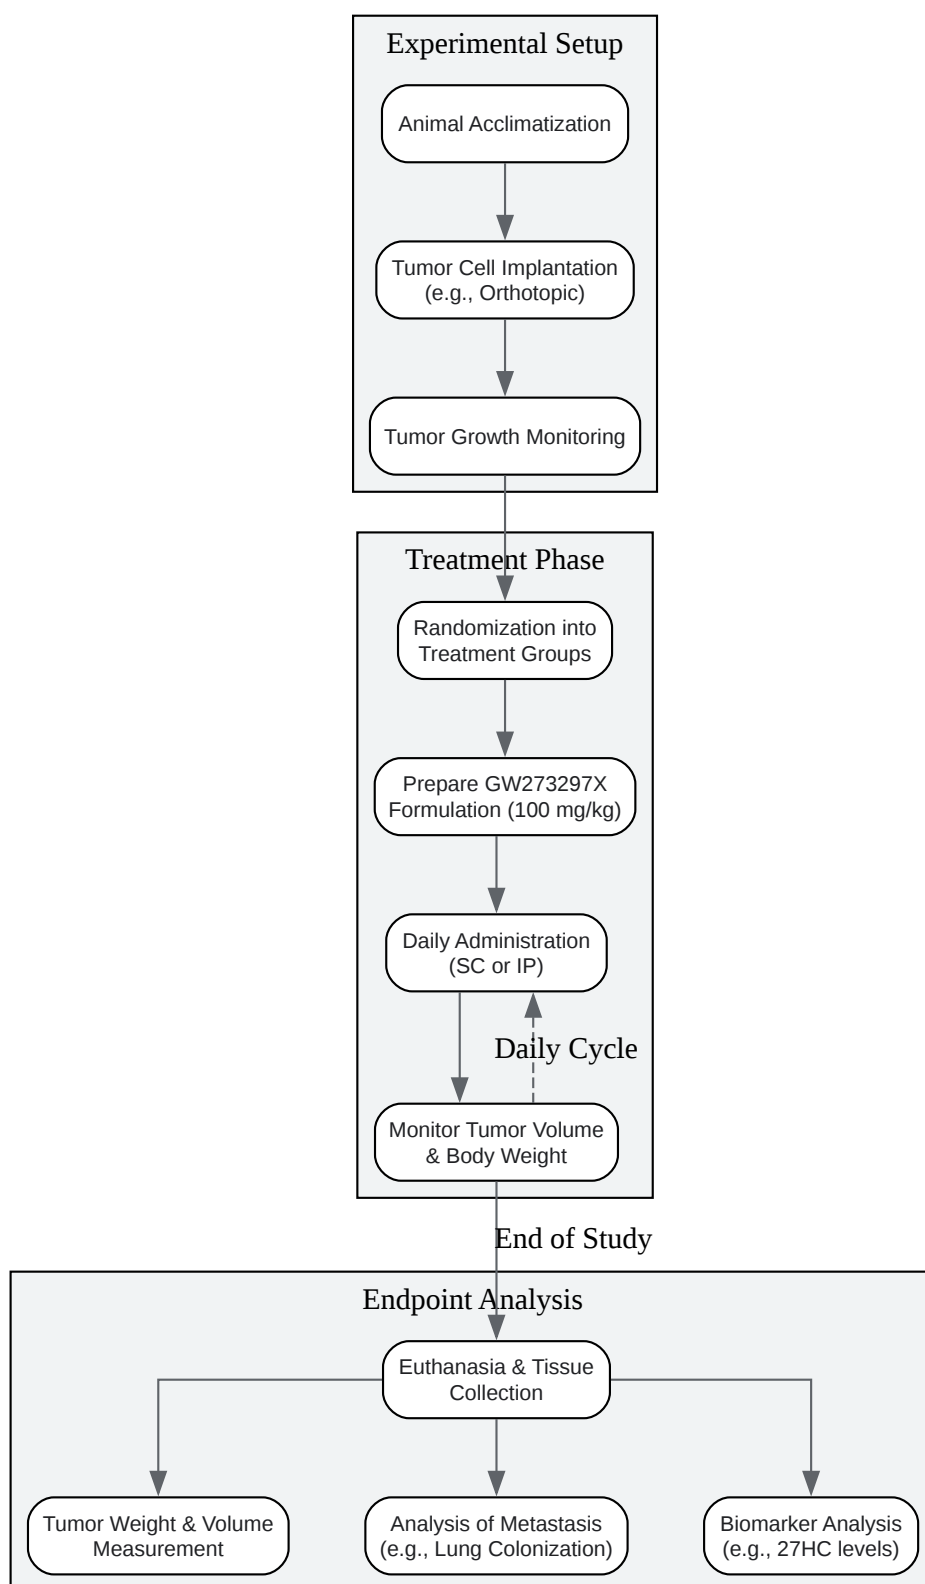 Experimental Setup
Animal Acclimatization
Tumor Cell Implantation
(e.g., Orthotopic)
Tumor Growth Monitoring
Treatment Phase
Randomization into
Treatment Groups
Prepare GW273297X
Formulation (100 mg/kg)
Daily Administration
(SC or IP)
Daily Cycle
Monitor Tumor Volume
& Body Weight
End of Study
Endpoint Analysis
Euthanasia & Tissue
Collection
Tumor Weight & Volume
Measurement
Analysis of Metastasis
(e.g., Lung Colonization)
Biomarker Analysis
(e.g., 27HC levels)